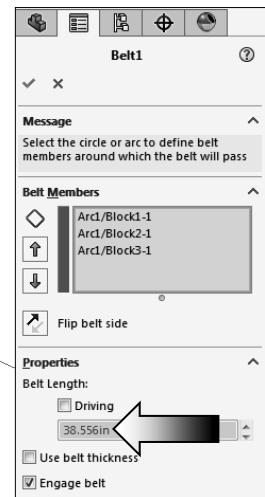 Belt1
Message
Select the circle or arc to define belt
members around which the belt will pass
Belt Members
Arc1/Block1-1
Arc1/Block2-1
Arc1/Block3-1
Flip belt side
Properties
Belt Length:
Driving
38.556in
Use belt thickness
Engage belt